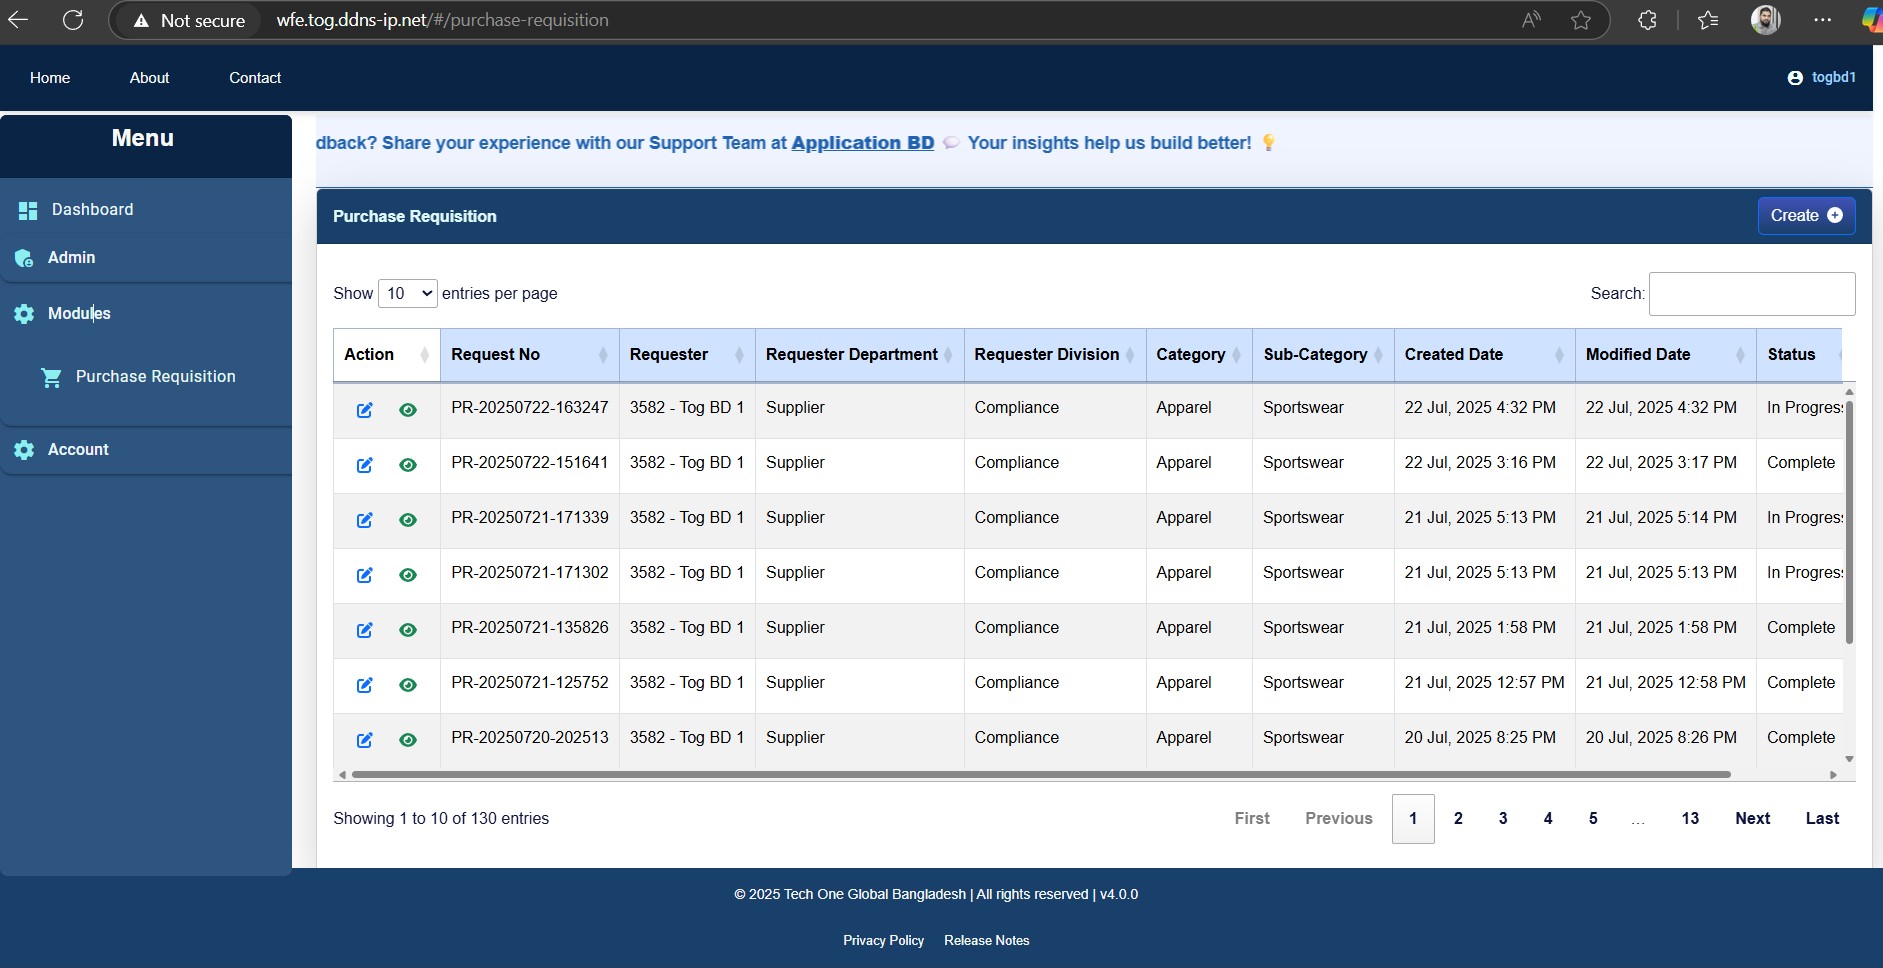 Not secure wfe.tog.ddns-ip.net/#/purchase-requisition
Home About Contact togbd1
Menu
dback? Share your experience with our Support Team at Application BD 💬 Your insights help us build better! 💡
Dashboard
Admin
Modules
Purchase Requisition
Account
Purchase Requisition Create
Show 10 entries per page Search:
Action Request No Requester Requester Department Requester Division Category Sub-Category Created Date Modified Date Status
PR-20250722-163247 3582 - Tog BD 1 Supplier Compliance Apparel Sportswear 22 Jul, 2025 4:32 PM 22 Jul, 2025 4:32 PM In Progres
PR-20250722-151641 3582 - Tog BD 1 Supplier Compliance Apparel Sportswear 22 Jul, 2025 3:16 PM 22 Jul, 2025 3:17 PM Complete
PR-20250721-171339 3582 - Tog BD 1 Supplier Compliance Apparel Sportswear 21 Jul, 2025 5:13 PM 21 Jul, 2025 5:14 PM In Progres
PR-20250721-171302 3582 - Tog BD 1 Supplier Compliance Apparel Sportswear 21 Jul, 2025 5:13 PM 21 Jul, 2025 5:13 PM In Progres
PR-20250721-135826 3582 - Tog BD 1 Supplier Compliance Apparel Sportswear 21 Jul, 2025 1:58 PM 21 Jul, 2025 1:58 PM Complete
PR-20250721-125752 3582 - Tog BD 1 Supplier Compliance Apparel Sportswear 21 Jul, 2025 12:57 PM 21 Jul, 2025 12:58 PM Complete
PR-20250720-202513 3582 - Tog BD 1 Supplier Compliance Apparel Sportswear 20 Jul, 2025 8:25 PM 20 Jul, 2025 8:26 PM Complete
Showing 1 to 10 of 130 entries First Previous 1 2 3 4 5 … 13 Next Last
© 2025 Tech One Global Bangladesh | All rights reserved | v4.0.0
Privacy Policy Release Notes